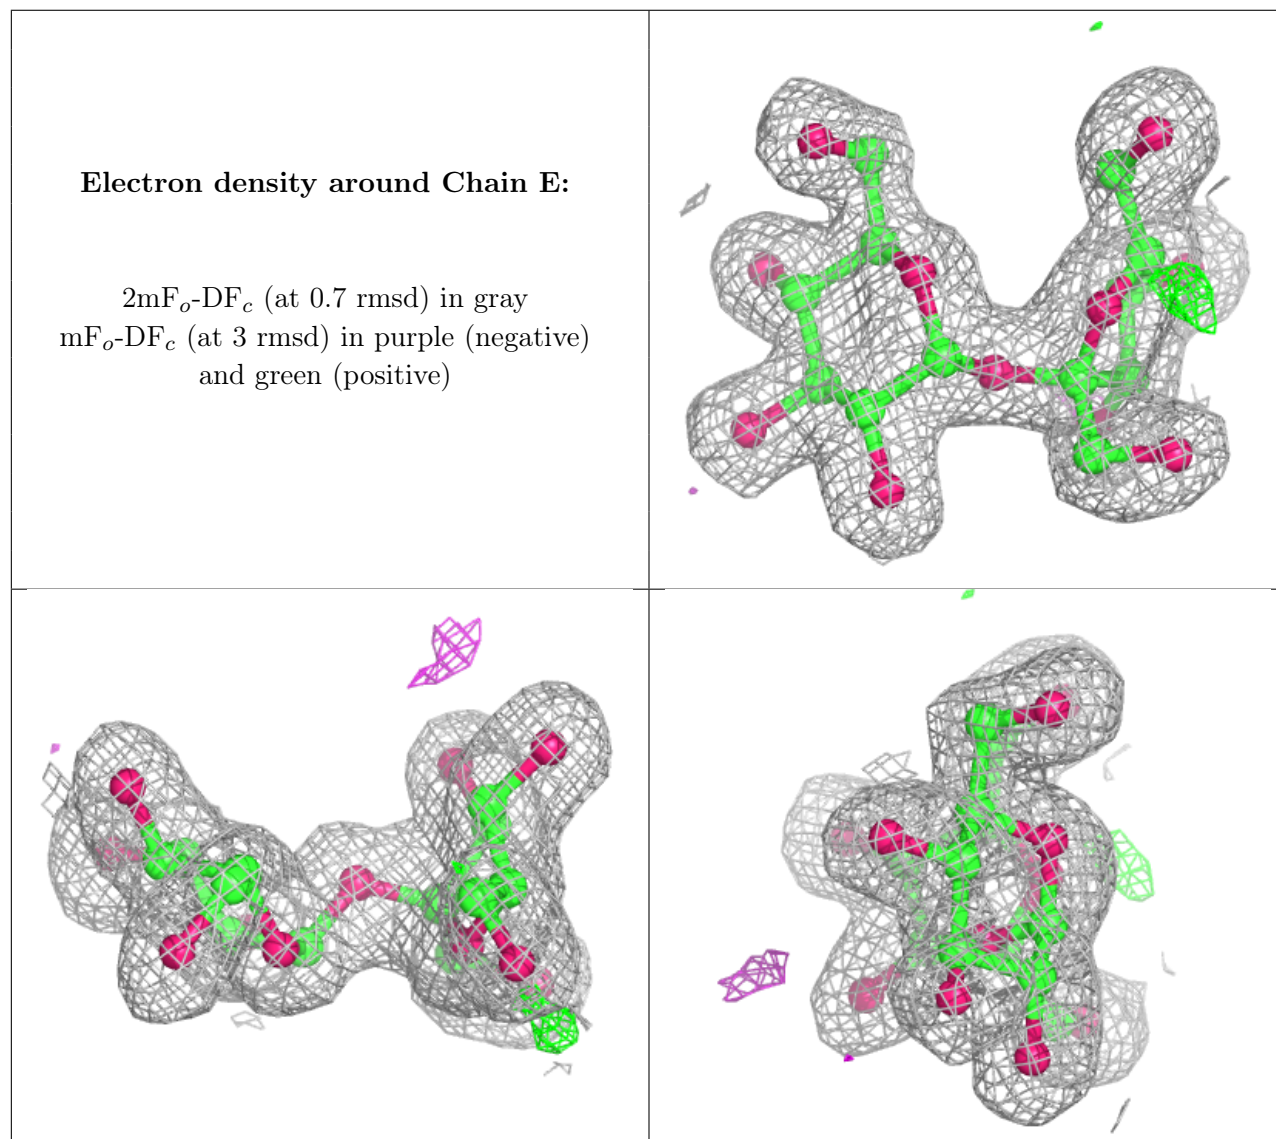 Electron density around Chain E:
2mFo-DFc (at 0.7 rmsd) in gray
mFo-DFc (at 3 rmsd) in purple (negative)
and green (positive)